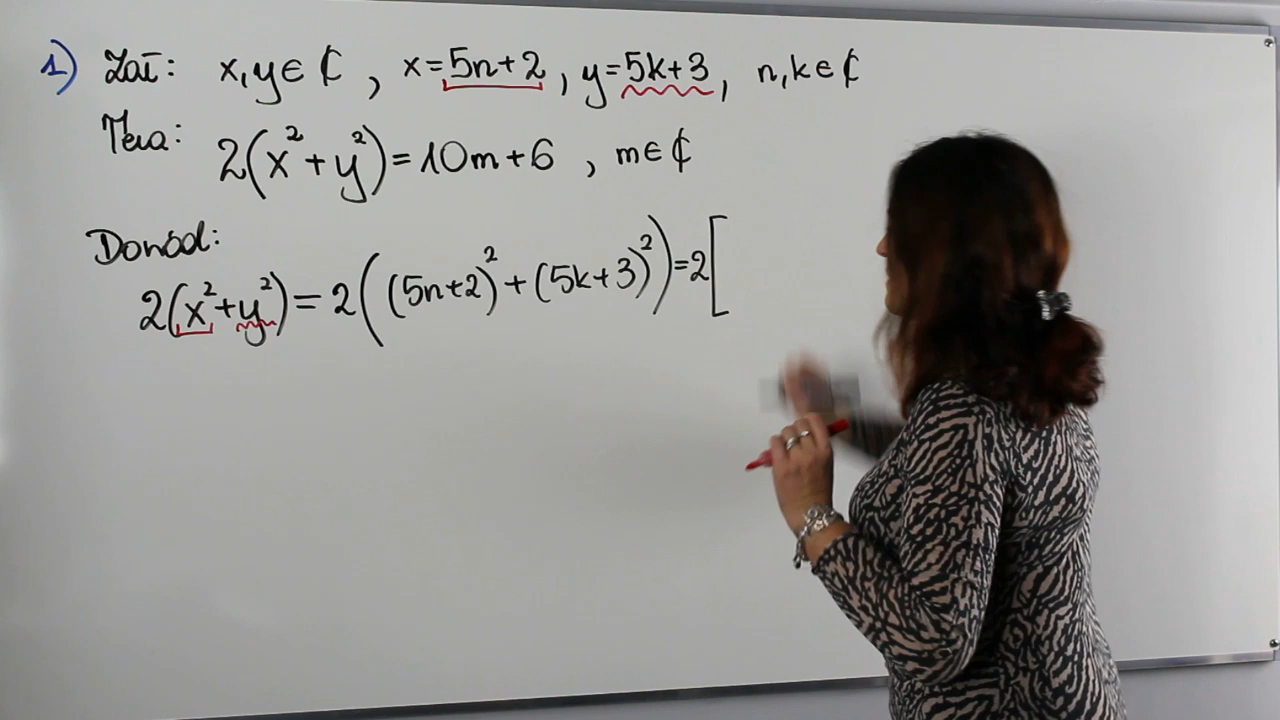 1) Zał: x,y∈ℂ, x=5n+2, y=5k+3, n,k∈ℂ
Teza: 2(x²+y²)=10m+6, m∈ℂ
Dowód:
2(x²+y²)=2((5n+2)²+(5k+3)²)=2[